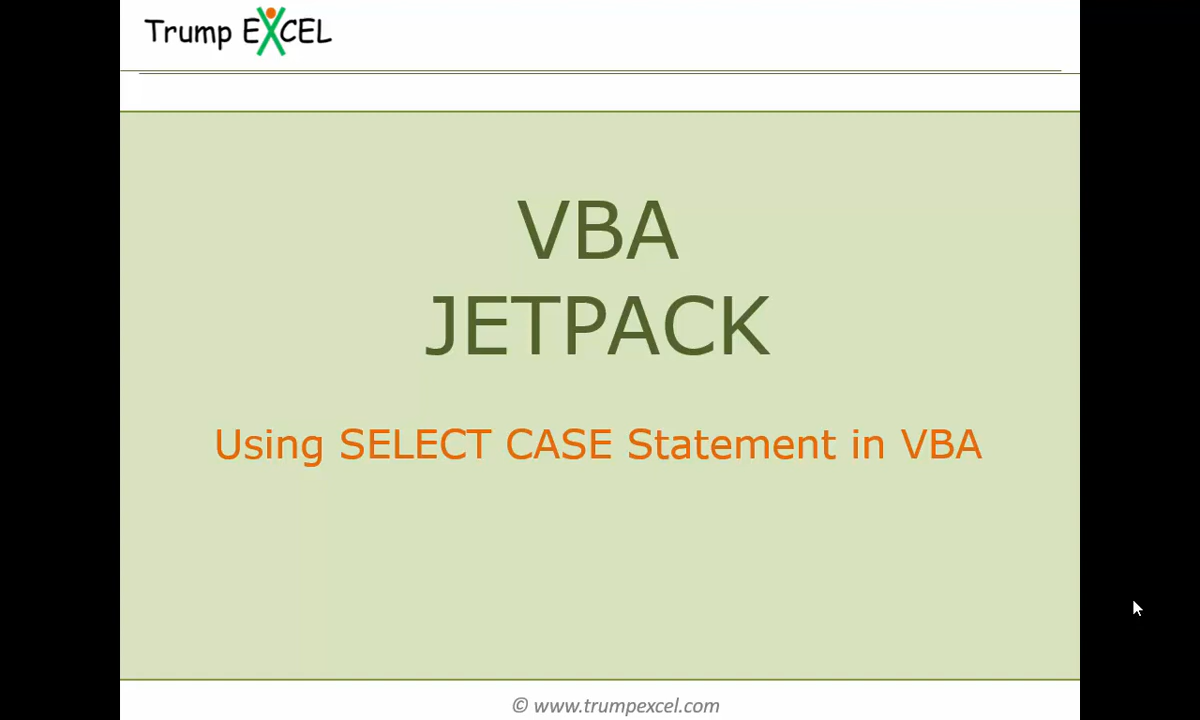 Trump EXCEL
VBA
JETPACK
Using SELECT CASE Statement in VBA
© www.trumpexcel.com